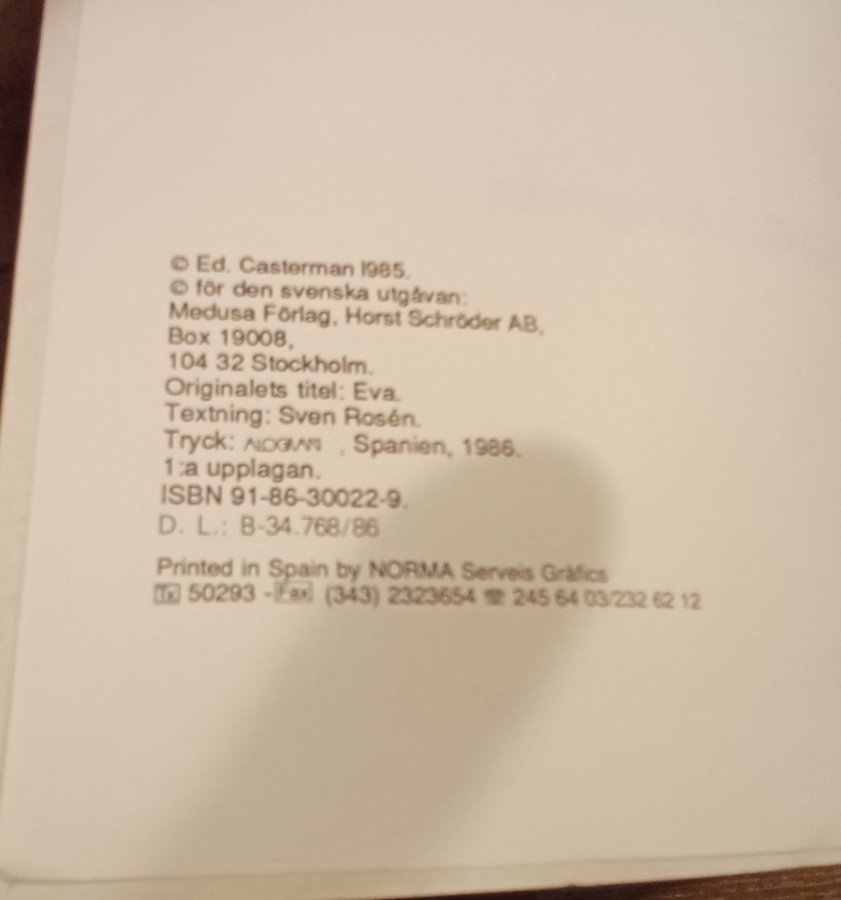 © Ed. Casterman 1985.
© för den svenska utgåvan:
Medusa Förlag, Horst Schröder AB,
Box 19008,
104 32 Stockholm.
Originalets titel: Eva.
Textning: Sven Rosén.
Tryck: , Spanien, 1986.
1:a upplagan.
ISBN 91-86-30022-9.
D. L.: B-34.768/86
Printed in Spain by NORMA Serveis Gràfics
Tx 50293 - Fax (343) 2323654 ☎ 245 64 03/232 62 12